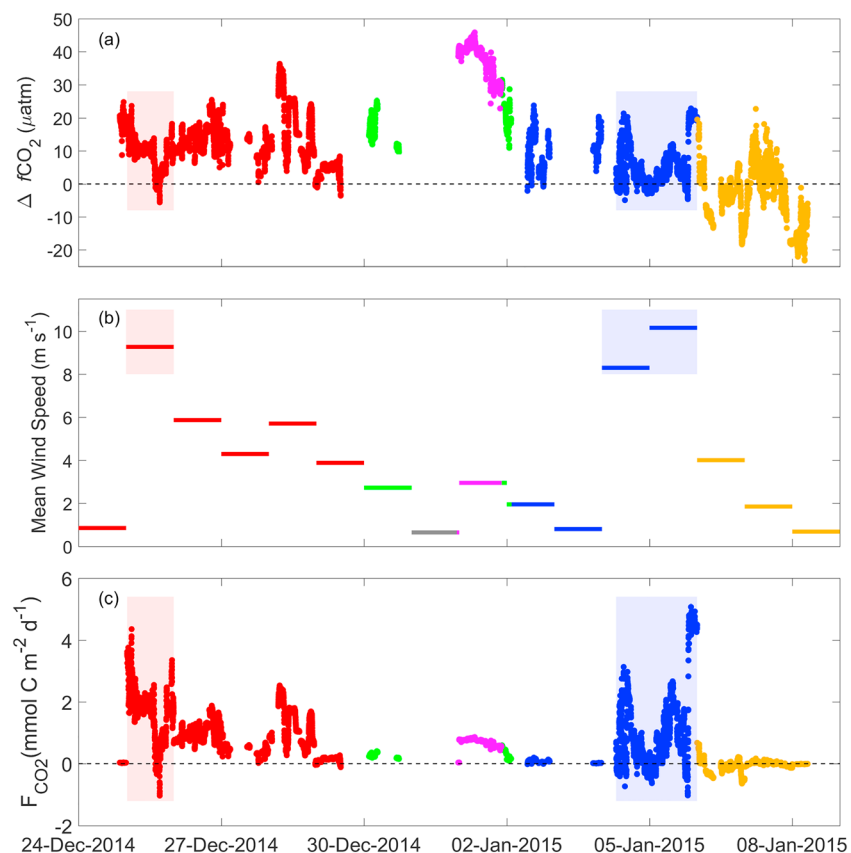 50
(a)
40
30
20
10
0
-10
-20
Δ fCO2 (μatm)
(b)
10
8
6
4
2
0
Mean Wind Speed (m s-1)
6
(c)
4
2
0
-2
FCO2(mmol C m-2 d-1)
24-Dec-2014 27-Dec-2014 30-Dec-2014 02-Jan-2015 05-Jan-2015 08-Jan-2015